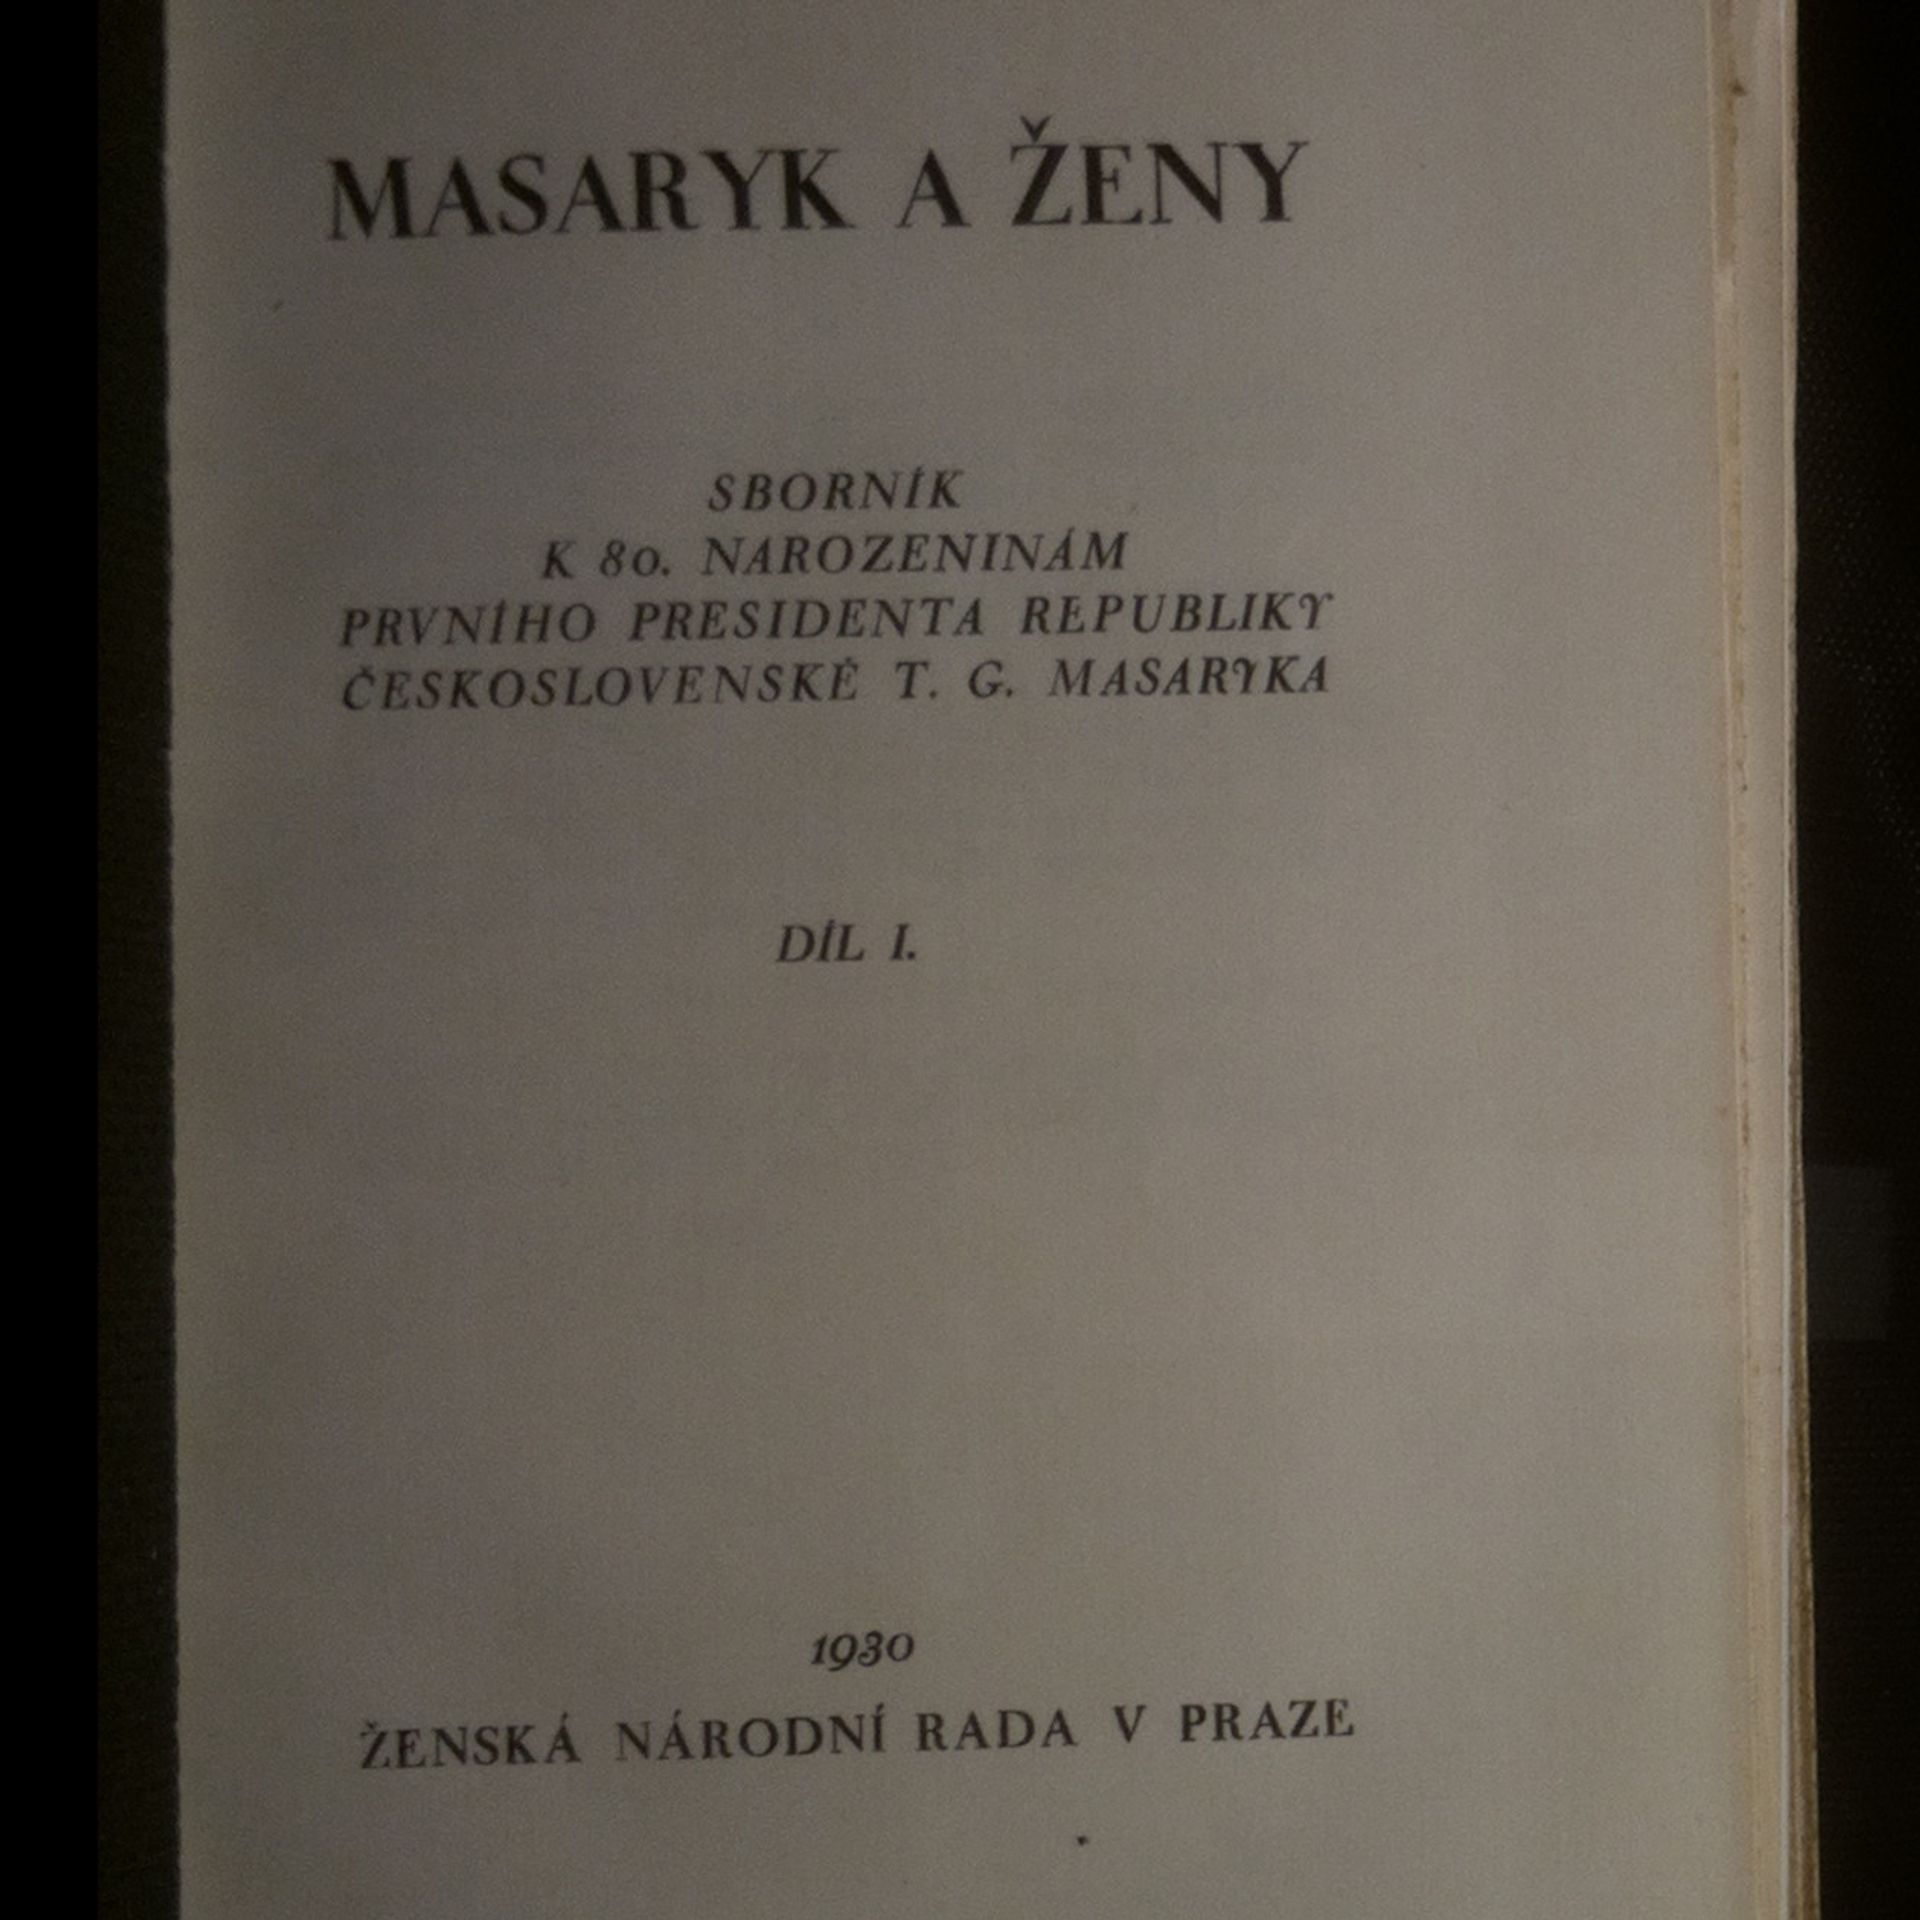 MASARYK A ŽENY
SBORNÍK
K 80. NAROZENINÁM
PRVNÍHO PRESIDENTA REPUBLIKY
ČESKOSLOVENSKÉ T. G. MASARYKA
DÍL I.
1930
ŽENSKÁ NÁRODNÍ RADA V PRAZE